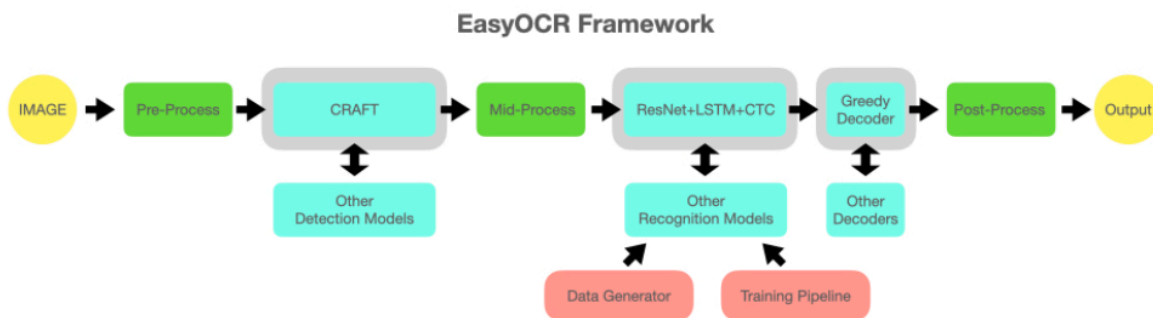 EasyOCR Framework
IMAGE
Pre-Process
CRAFT
Mid-Process
ResNet+LSTM+CTC
Greedy
Decoder
Post-Process
Output
Other
Detection Models
Other
Recognition Models
Other
Decoders
Data Generator
Training Pipeline